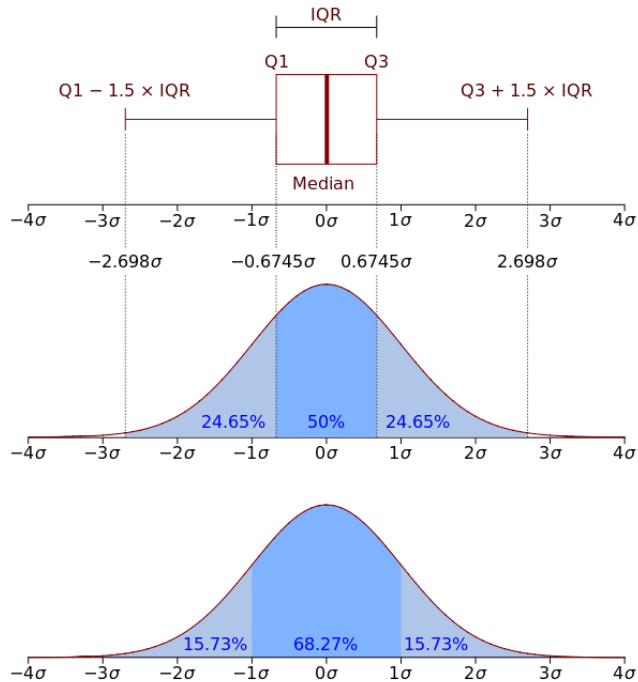 IQR
Q1 Q3
Q1 − 1.5 × IQR Q3 + 1.5 × IQR
Median
−4σ −3σ −2σ −1σ 0σ 1σ 2σ 3σ 4σ
−2.698σ −0.6745σ 0.6745σ 2.698σ
24.65% 50% 24.65%
−4σ −3σ −2σ −1σ 0σ 1σ 2σ 3σ 4σ
15.73% 68.27% 15.73%
−4σ −3σ −2σ −1σ 0σ 1σ 2σ 3σ 4σ